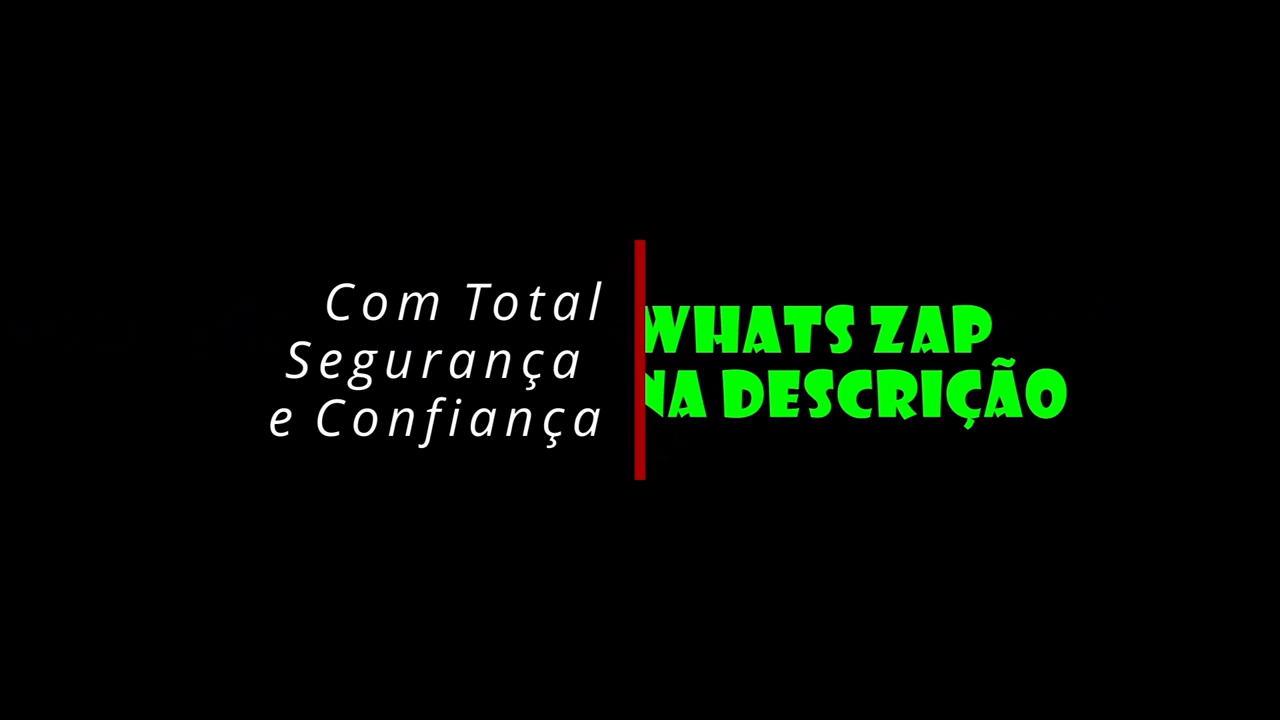 Com Total
Segurança
e Confiança
WHATS ZAP
NA DESCRIÇÃO